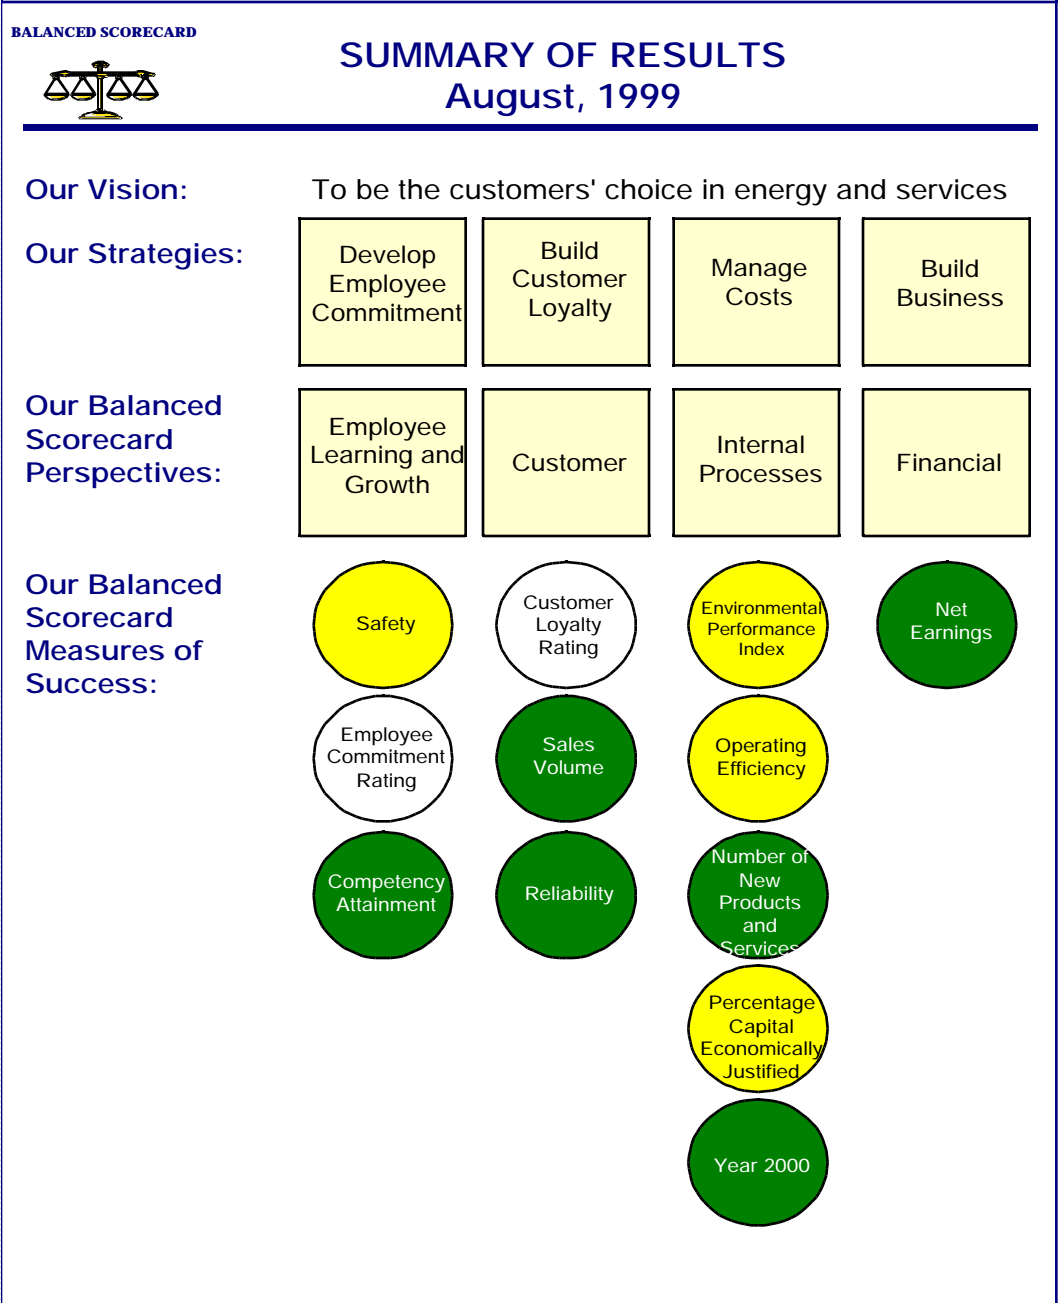 BALANCED SCORECARD
SUMMARY OF RESULTS
August, 1999
Our Vision:
To be the customers' choice in energy and services
Our Strategies:
Develop
Employee
Commitment
Build
Customer
Loyalty
Manage
Costs
Build
Business
Our Balanced
Scorecard
Perspectives:
Employee
Learning and
Growth
Customer
Internal
Processes
Financial
Our Balanced
Scorecard
Measures of
Success:
Safety
Customer
Loyalty
Rating
Environmental
Performance
Index
Net
Earnings
Employee
Commitment
Rating
Sales
Volume
Operating
Efficiency
Competency
Attainment
Reliability
Number of
New
Products
and
Services
Percentage
Capital
Economically
Justified
Year 2000